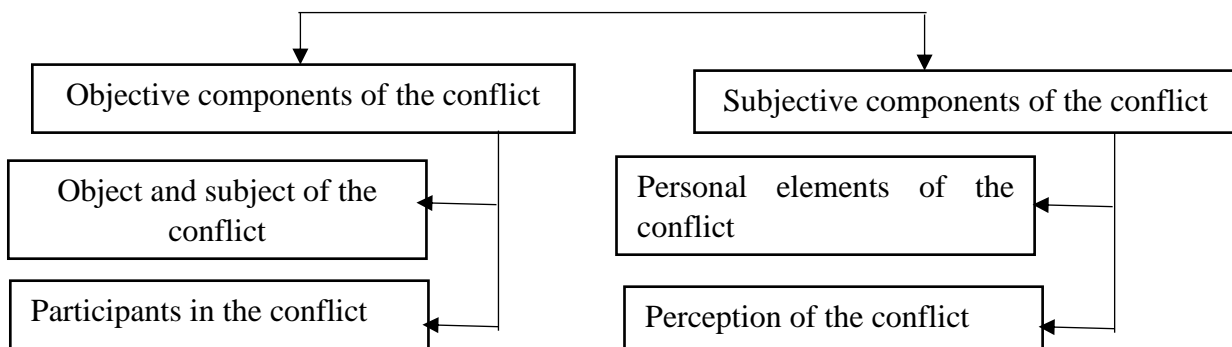 Objective components of the conflict
Object and subject of the
conflict
Participants in the conflict
Subjective components of the conflict
Personal elements of the
conflict
Perception of the conflict